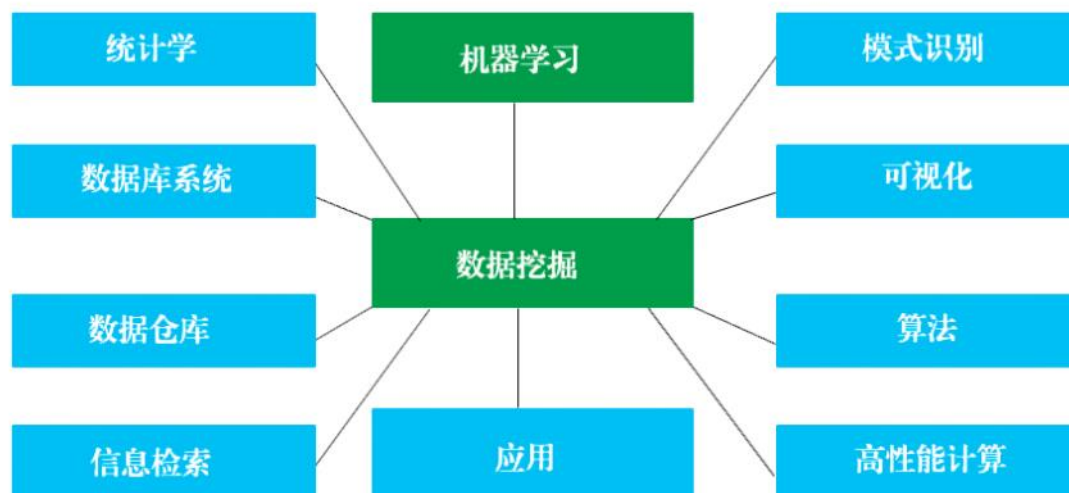 统计学
机器学习
模式识别
数据库系统
可视化
数据挖掘
数据仓库
算法
信息检索
应用
高性能计算